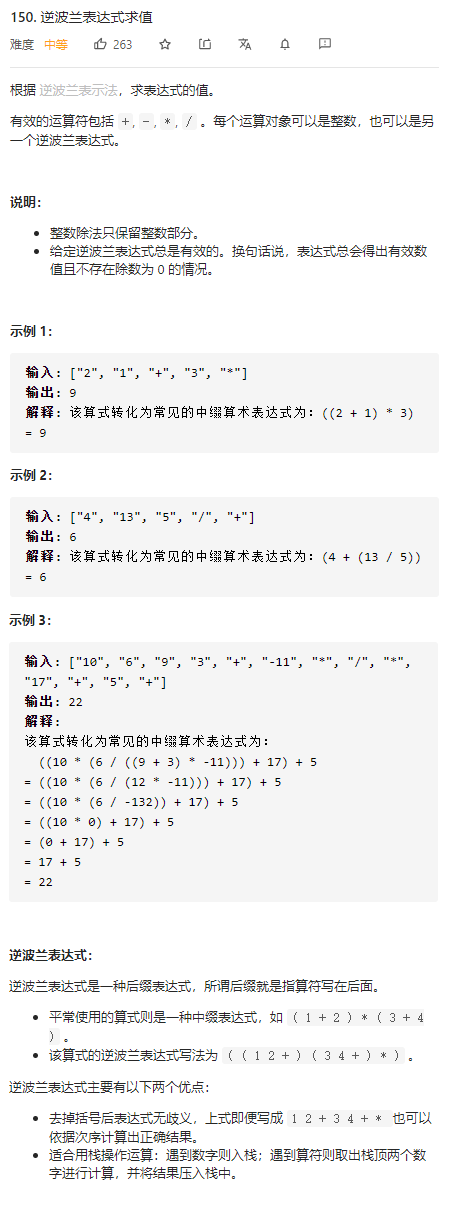 150. 逆波兰表达式求值
难度 中等 263
根据 逆波兰表示法，求表达式的值。
有效的运算符包括 +, -, *, / 。每个运算对象可以是整数，也可以是另
一个逆波兰表达式。
说明：
• 整数除法只保留整数部分。
• 给定逆波兰表达式总是有效的。换句话说，表达式总会得出有效数
值且不存在除数为 0 的情况。
示例 1：
输入: ["2", "1", "+", "3", "*"]
输出: 9
解释: 该算式转化为常见的中缀算术表达式为：((2 + 1) * 3)
= 9
示例 2：
输入: ["4", "13", "5", "/", "+"]
输出: 6
解释: 该算式转化为常见的中缀算术表达式为：(4 + (13 / 5))
= 6
示例 3：
输入: ["10", "6", "9", "3", "+", "-11", "*", "/", "*",
"17", "+", "5", "+"]
输出: 22
解释:
该算式转化为常见的中缀算术表达式为：
((10 * (6 / ((9 + 3) * -11))) + 17) + 5
= ((10 * (6 / (12 * -11))) + 17) + 5
= ((10 * (6 / -132)) + 17) + 5
= ((10 * 0) + 17) + 5
= (0 + 17) + 5
= 17 + 5
= 22
逆波兰表达式：
逆波兰表达式是一种后缀表达式，所谓后缀就是指算符写在后面。
• 平常使用的算式则是一种中缀表达式，如 ( 1 + 2 ) * ( 3 + 4
) 。
• 该算式的逆波兰表达式写法为 ( ( 1 2 + ) ( 3 4 + ) * ) 。
逆波兰表达式主要有以下两个优点：
• 去掉括号后表达式无歧义，上式即便写成 1 2 + 3 4 + * 也可以
依据次序计算出正确结果。
• 适合用栈操作运算：遇到数字则入栈；遇到算符则取出栈顶两个数
字进行计算，并将结果压入栈中。